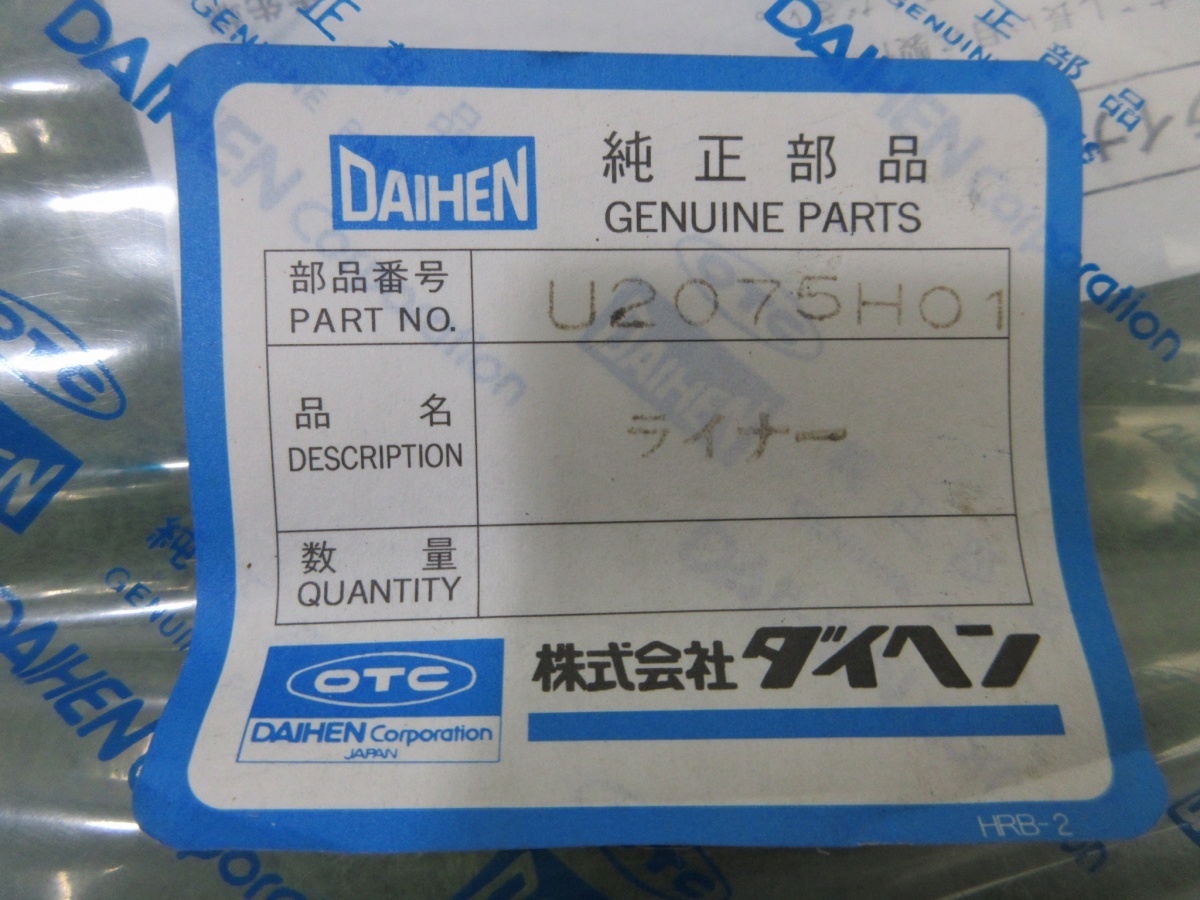 DAIHEN
純正部品
GENUINE PARTS
部品番号
PART NO.
U2075H01
品名
DESCRIPTION
ライナー
数量
QUANTITY
OTC
DAIHEN Corporation
JAPAN
株式会社ダイヘン
HRB-2